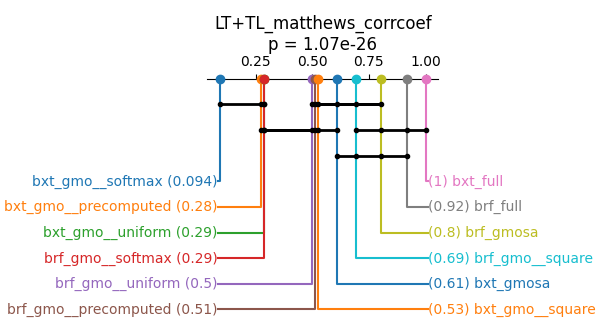 LT+TL_matthews_corrcoef
p = 1.07e-26
0.25 0.50 0.75 1.00
bxt_gmo__softmax (0.094) (1) bxt_full
bxt_gmo__precomputed (0.28) (0.92) brf_full
bxt_gmo__uniform (0.29) (0.8) brf_gmosa
brf_gmo__softmax (0.29) (0.69) brf_gmo__square
brf_gmo__uniform (0.5) (0.61) bxt_gmosa
brf_gmo__precomputed (0.51) (0.53) bxt_gmo__square